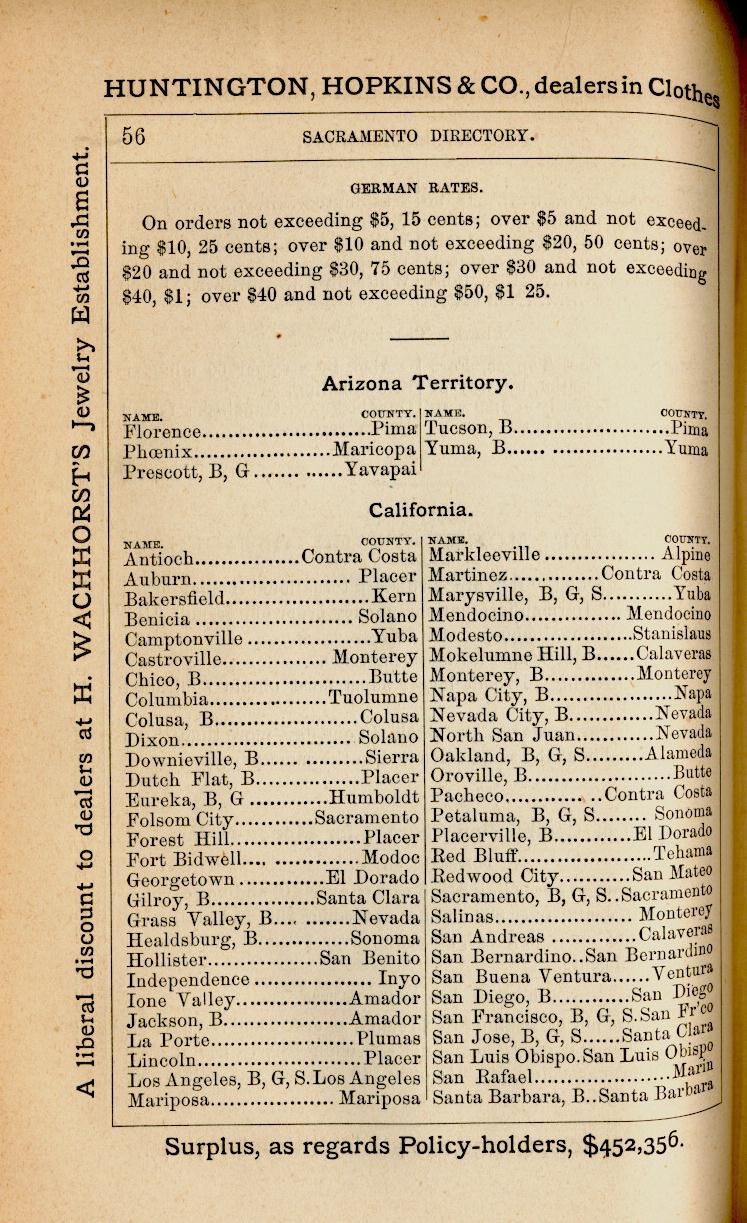 HUNTINGTON, HOPKINS & CO., dealers in Clothes
56 SACRAMENTO DIRECTORY.
GERMAN RATES.
On orders not exceeding $5, 15 cents; over $5 and not exceed-
ing $10, 25 cents; over $10 and not exceeding $20, 50 cents; over
$20 and not exceeding $30, 75 cents; over $30 and not exceeding
$40, $1; over $40 and not exceeding $50, $1 25.
Arizona Territory.
NAME. COUNTY.
Florence........................Pima
Phœnix....................Maricopa
Prescott, B, G....... ......Yavapai
NAME. COUNTY.
Tucson, B.......................Pima
Yuma, B...... ................Yuma
California.
NAME. COUNTY.
Antioch...............Contra Costa
Auburn....................... Placer
Bakersfield.....................Kern
Benicia ....................... Solano
Camptonville ..................Yuba
Castroville............... Monterey
Chico, B........................Butte
Columbia.................Tuolumne
Colusa, B.....................Colusa
Dixon......................... Solano
Downieville, B...... .........Sierra
Dutch Flat, B...............Placer
Eureka, B, G ............Humboldt
Folsom City............Sacramento
Forest Hill....................Placer
Fort Bidwell.... .............Modoc
Georgetown .............El Dorado
Gilroy, B................Santa Clara
Grass Valley, B.... .......Nevada
Healdsburg, B.............Sonoma
Hollister................San Benito
Independence ................. Inyo
Ione Valley.................Amador
Jackson, B...................Amador
La Porte......................Plumas
Lincoln.........................Placer
Los Angeles, B, G, S.Los Angeles
Mariposa................... Mariposa
NAME. COUNTY.
Markleeville ................ Alpine
Martinez..............Contra Costa
Marysville, B, G, S..........Yuba
Mendocino.............. Mendocino
Modesto...................Stanislaus
Mokelumne Hill, B......Calaveras
Monterey, B.............Monterey
Napa City, B..................Napa
Nevada City, B............Nevada
North San Juan...........Nevada
Oakland, B, G, S.........Alameda
Oroville, B.....................Butte
Pacheco........... ..Contra Costa
Petaluma, B, G, S........ Sonoma
Placerville, B...........El Dorado
Red Bluff....................Tehama
Redwood City..........San Mateo
Sacramento, B, G, S..Sacramento
Salinas.................... Monterey
San Andreas ............Calaveras
San Bernardino..San Bernardino
San Buena Ventura......Ventura
San Diego, B...........San Diego
San Francisco, B, G, S.San Fr'co
San Jose, B, G, S......Santa Clara
San Luis Obispo.San Luis Obispo
San Rafael....................Marin
Santa Barbara, B..Santa Barbara
Surplus, as regards Policy-holders, $452,356.
A liberal discount to dealers at H. WACHHORST'S Jewelry Establishment.